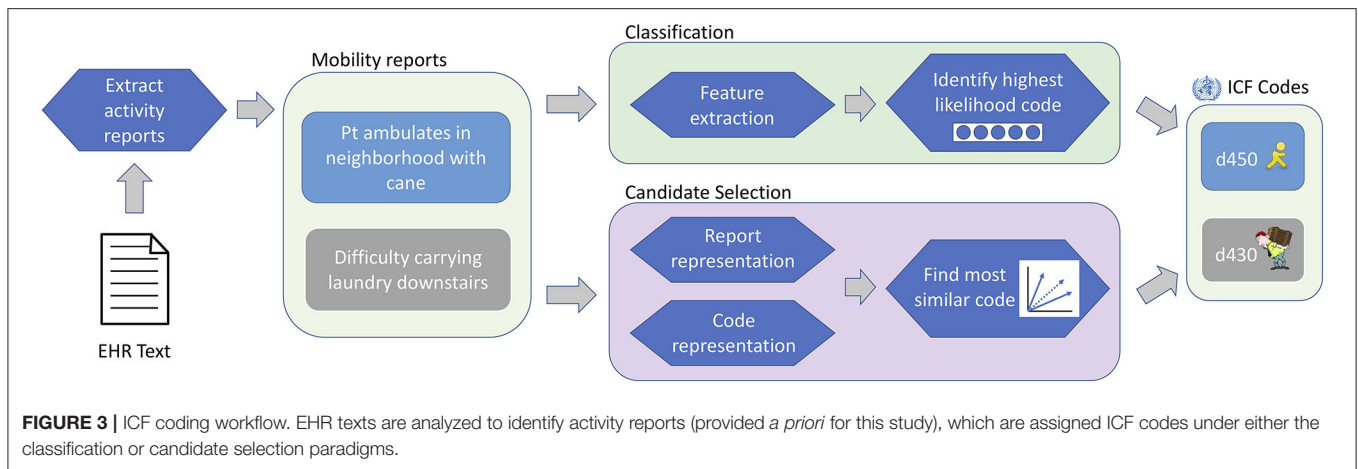 Extract
activity
reports
EHR Text
Mobility reports
Pt ambulates in
neighborhood with
cane
Difficulty carrying
laundry downstairs
Classification
Feature
extraction
Identify highest
likelihood code
Candidate Selection
Report
representation
Code
representation
Find most
similar code
ICF Codes
d450
d430
FIGURE 3 | ICF coding workflow. EHR texts are analyzed to identify activity reports (provided a priori for this study), which are assigned ICF codes under either the
classification or candidate selection paradigms.